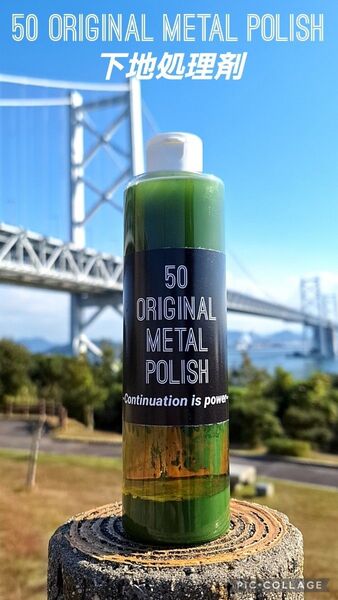 50 ORIGINAL METAL POLISH
下地処理剤
50
ORIGINAL
METAL
POLISH
~Continuation is power~
PIC•COLLAGE